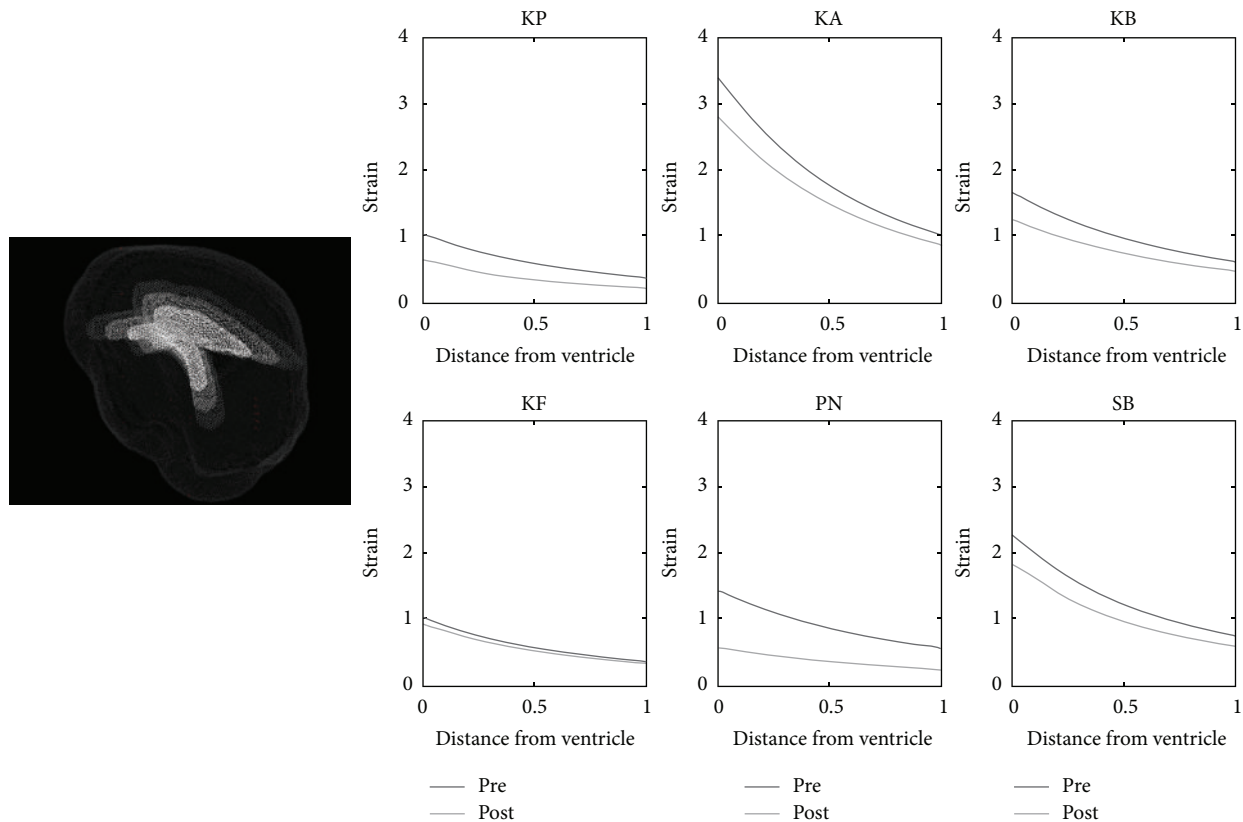 KP
4
3
2
1
0
Strain
0 0.5 1
Distance from ventricle
KA
4
3
2
1
0
Strain
0 0.5 1
Distance from ventricle
KB
4
3
2
1
0
Strain
0 0.5 1
Distance from ventricle
KF
4
3
2
1
0
Strain
0 0.5 1
Distance from ventricle
Pre
Post
PN
4
3
2
1
0
Strain
0 0.5 1
Distance from ventricle
Pre
Post
SB
4
3
2
1
0
Strain
0 0.5 1
Distance from ventricle
Pre
Post